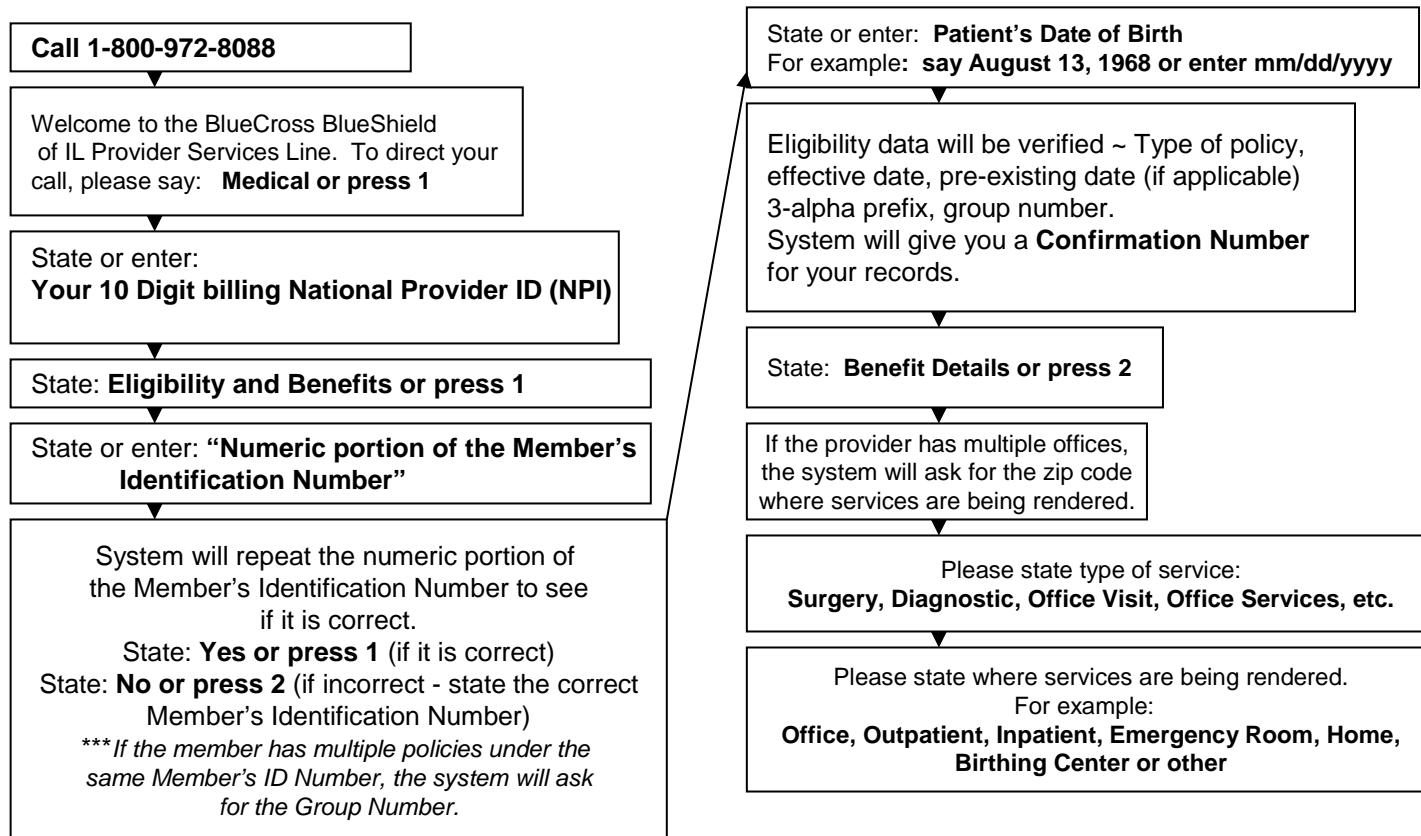 Call 1-800-972-8088
Welcome to the BlueCross BlueShield
of IL Provider Services Line. To direct your
call, please say: Medical or press 1
State or enter:
Your 10 Digit billing National Provider ID (NPI)
State: Eligibility and Benefits or press 1
State or enter: “Numeric portion of the Member’s
Identification Number”
System will repeat the numeric portion of
the Member’s Identification Number to see
if it is correct.
State: Yes or press 1 (if it is correct)
State: No or press 2 (if incorrect - state the correct
Member’s Identification Number)
***If the member has multiple policies under the
same Member’s ID Number, the system will ask
for the Group Number.
State or enter: Patient’s Date of Birth
For example: say August 13, 1968 or enter mm/dd/yyyy
Eligibility data will be verified ~ Type of policy,
effective date, pre-existing date (if applicable)
3-alpha prefix, group number.
System will give you a Confirmation Number
for your records.
State: Benefit Details or press 2
If the provider has multiple offices,
the system will ask for the zip code
where services are being rendered.
Please state type of service:
Surgery, Diagnostic, Office Visit, Office Services, etc.
Please state where services are being rendered.
For example:
Office, Outpatient, Inpatient, Emergency Room, Home,
Birthing Center or other